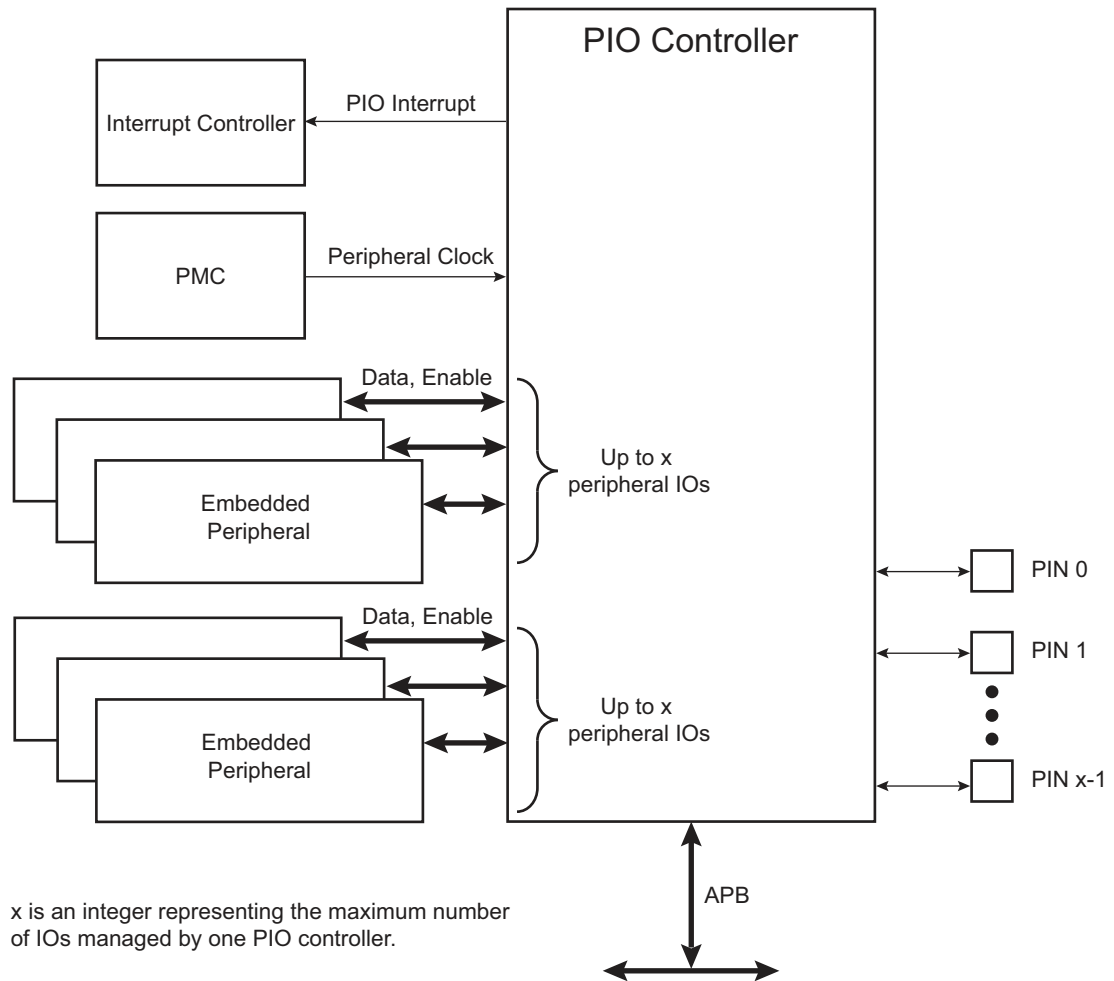 PIO Controller
PIO Interrupt
Interrupt Controller
Peripheral Clock
PMC
Data, Enable
Up to x
peripheral IOs
Embedded
Peripheral
PIN 0
Data, Enable
PIN 1
Up to x
peripheral IOs
Embedded
Peripheral
PIN x-1
APB
x is an integer representing the maximum number
of IOs managed by one PIO controller.